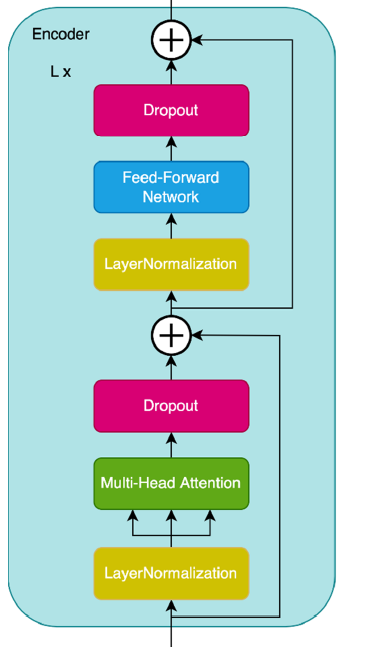 Encoder
L x
Dropout
Feed-Forward
Network
LayerNormalization
Dropout
Multi-Head Attention
LayerNormalization